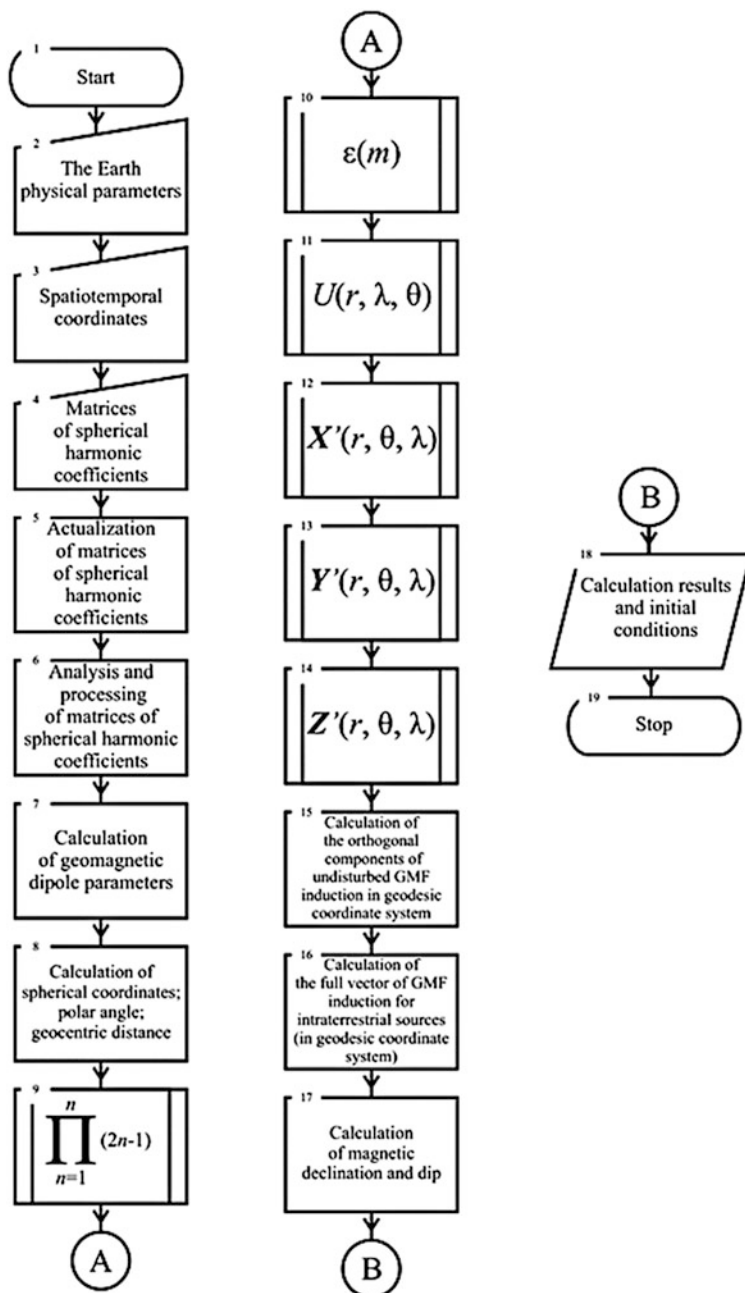 1
Start
2
The Earth
physical parameters
3
Spatiotemporal
coordinates
4
Matrices
of spherical
harmonic
coefficients
5
Actualization
of matrices
of spherical
harmonic
coefficients
6
Analysis and
processing
of matrices of
spherical harmonic
coefficients
7
Calculation
of geomagnetic
dipole parameters
8
Calculation of
spherical coordinates;
polar angle;
geocentric distance
9
n
∏ (2n-1)
n=1
A
A
10
ε(m)
11
U(r, λ, θ)
12
X’(r, θ, λ)
13
Y’(r, θ, λ)
14
Z’(r, θ, λ)
15
Calculation of
the orthogonal
components of
undisturbed GMF
induction in geodesic
coordinate system
16
Calculation of
the full vector of GMF
induction for
intraterrestrial sources
(in geodesic coordinate
system)
17
Calculation
of magnetic
declination and dip
B
B
18
Calculation results
and initial
conditions
19
Stop